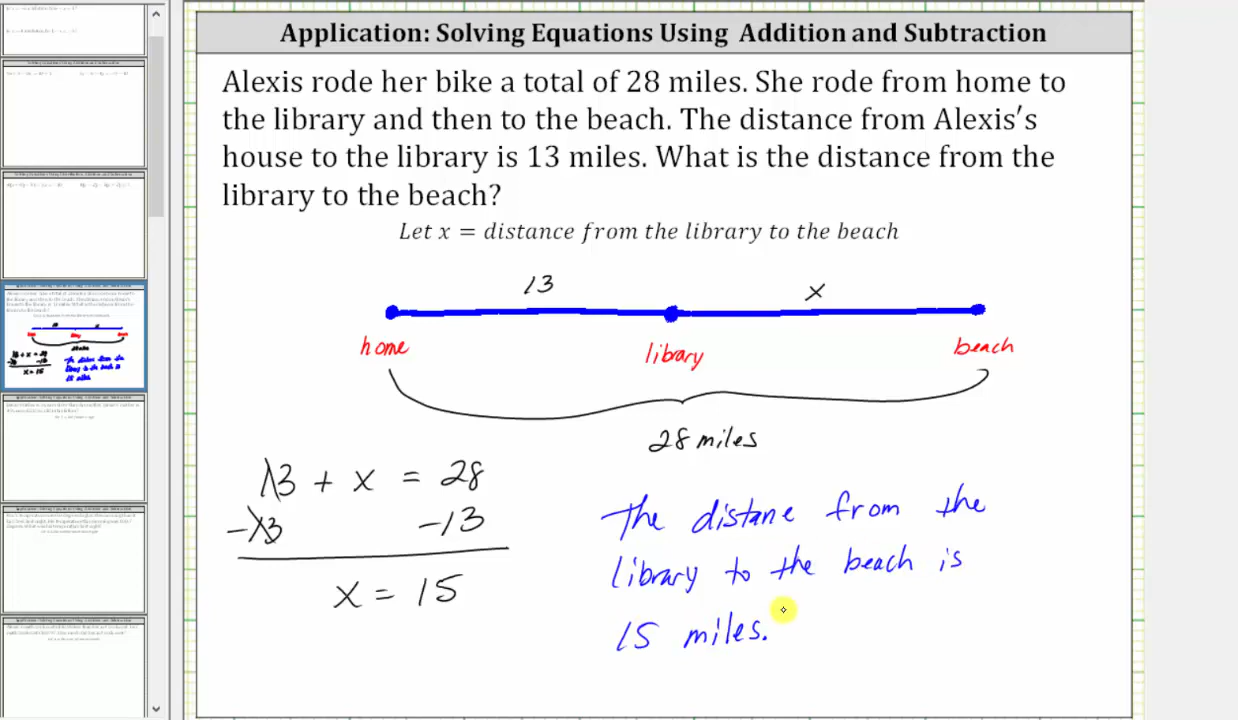 Application: Solving Equations Using Addition and Subtraction
Alexis rode her bike a total of 28 miles. She rode from home to
the library and then to the beach. The distance from Alexis's
house to the library is 13 miles. What is the distance from the
library to the beach?
Let x = distance from the library to the beach
13 x
home library beach
28 miles
13 + x = 28
-13 -13
x = 15
The distane from the
library to the beach is
15 miles.